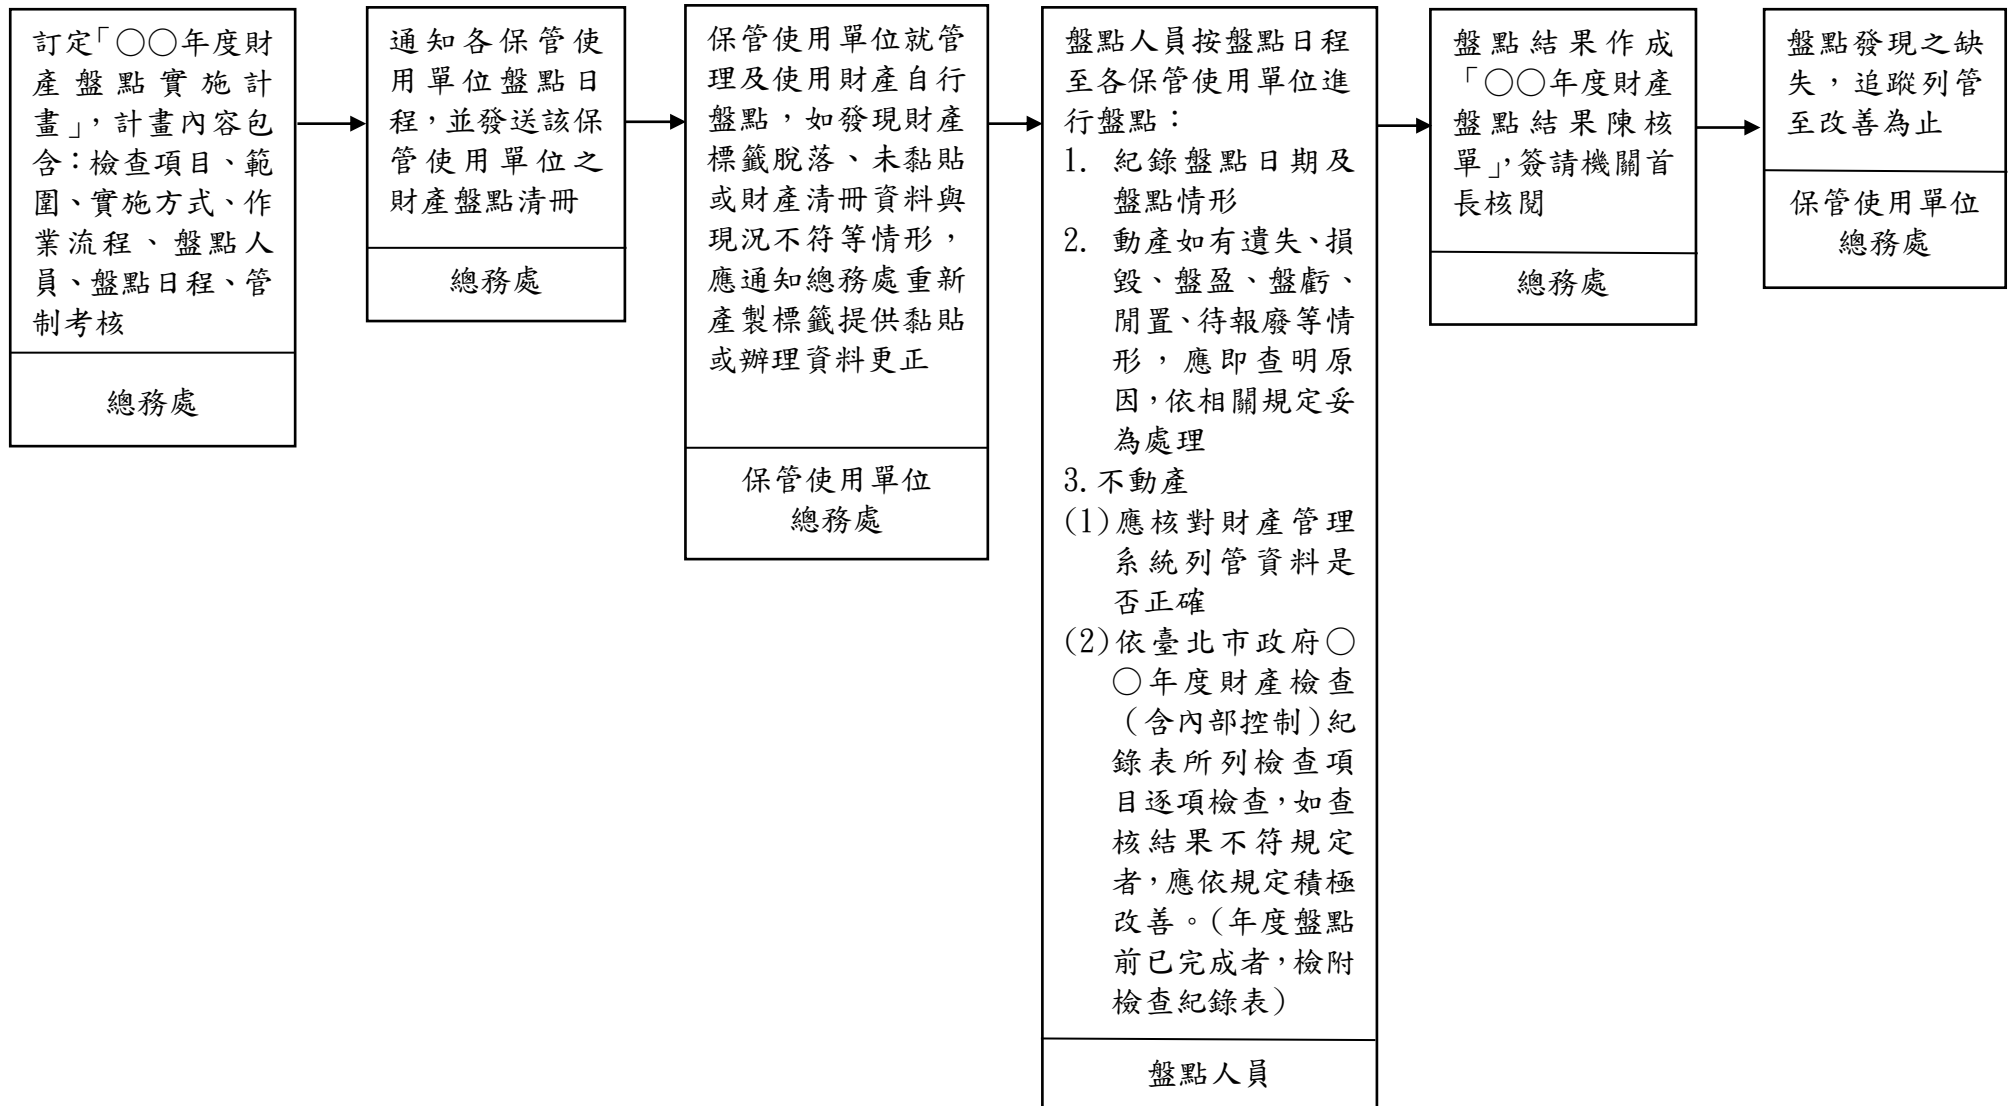 訂定「○○年度財
產盤點實施計
畫」，計畫內容包
含：檢查項目、範
圍、實施方式、作
業流程、盤點人
員、盤點日程、管
制考核
總務處
通知各保管使
用單位盤點日
程，並發送該保
管使用單位之
財產盤點清冊
總務處
保管使用單位就管
理及使用財產自行
盤點，如發現財產
標籤脫落、未黏貼
或財產清冊資料與
現況不符等情形，
應通知總務處重新
產製標籤提供黏貼
或辦理資料更正
保管使用單位
總務處
盤點人員按盤點日程
至各保管使用單位進
行盤點：
1. 紀錄盤點日期及
盤點情形
2. 動產如有遺失、損
毀、盤盈、盤虧、
閒置、待報廢等情
形，應即查明原
因，依相關規定妥
為處理
3.不動產
(1)應核對財產管理
系統列管資料是
否正確
(2)依臺北市政府○
○年度財產檢查
（含內部控制）紀
錄表所列檢查項
目逐項檢查，如查
核結果不符規定
者，應依規定積極
改善。（年度盤點
前已完成者，檢附
檢查紀錄表）
盤點人員
盤點結果作成
「○○年度財產
盤點結果陳核
單」，簽請機關首
長核閱
總務處
盤點發現之缺
失，追蹤列管
至改善為止
保管使用單位
總務處